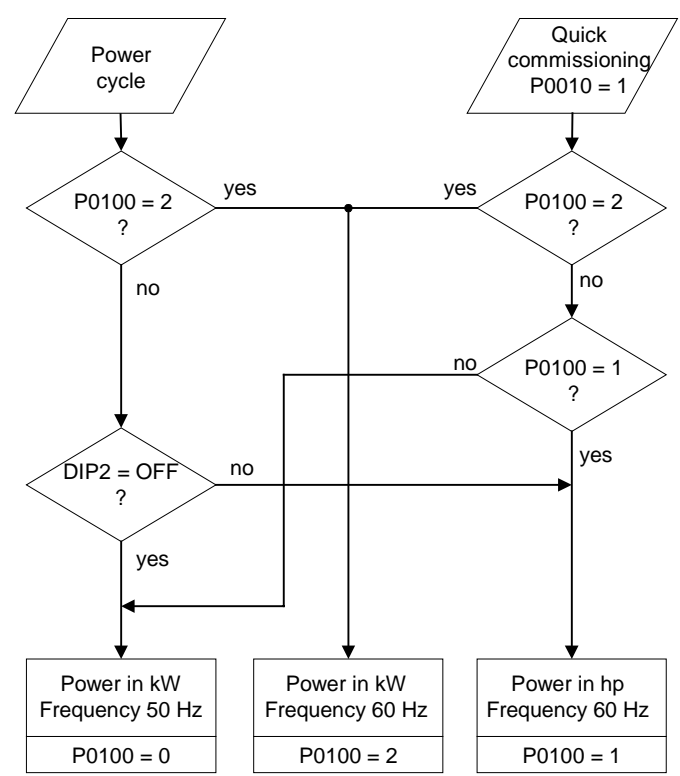 Power
cycle
Quick
commissioning
P0010 = 1
P0100 = 2
?
yes
yes
P0100 = 2
?
no
no
P0100 = 1
?
no
yes
DIP2 = OFF
?
no
yes
Power in kW
Frequency 50 Hz
P0100 = 0
Power in kW
Frequency 60 Hz
P0100 = 2
Power in hp
Frequency 60 Hz
P0100 = 1